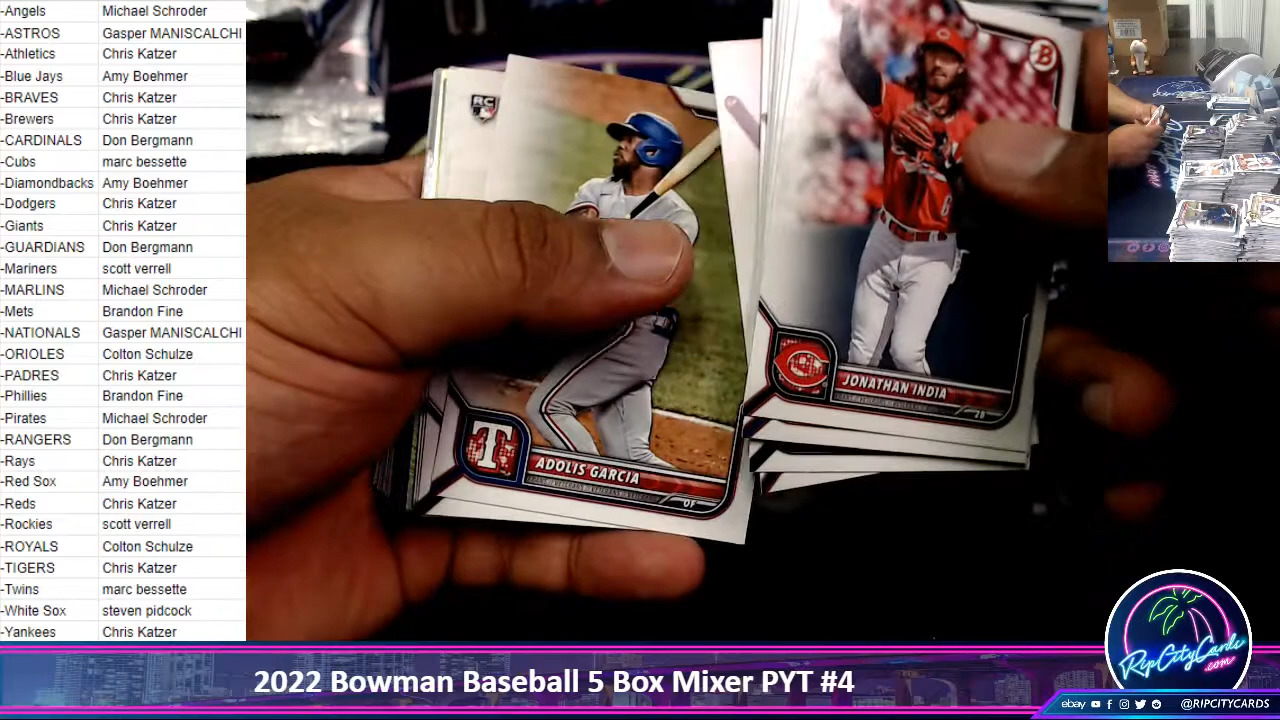 -Angels Michael Schroder
-ASTROS Gasper MANISCALCHI
-Athletics Chris Katzer
-Blue Jays Amy Boehmer
-BRAVES Chris Katzer
-Brewers Chris Katzer
-CARDINALS Don Bergmann
-Cubs marc bessette
-Diamondbacks Amy Boehmer
-Dodgers Chris Katzer
-Giants Chris Katzer
-GUARDIANS Don Bergmann
-Mariners scott verrell
-MARLINS Michael Schroder
-Mets Brandon Fine
-NATIONALS Gasper MANISCALCHI
-ORIOLES Colton Schulze
-PADRES Chris Katzer
-Phillies Brandon Fine
-Pirates Michael Schroder
-RANGERS Don Bergmann
-Rays Chris Katzer
-Red Sox Amy Boehmer
-Reds Chris Katzer
-Rockies scott verrell
-ROYALS Colton Schulze
-TIGERS Chris Katzer
-Twins marc bessette
-White Sox steven pidcock
-Yankees Chris Katzer
RC
T
ADOLIS GARCIA
OF
B
JONATHAN INDIA
2B
2022 Bowman Baseball 5 Box Mixer PYT #4
RipCityCards
.com
ebay @RIPCITYCARDS